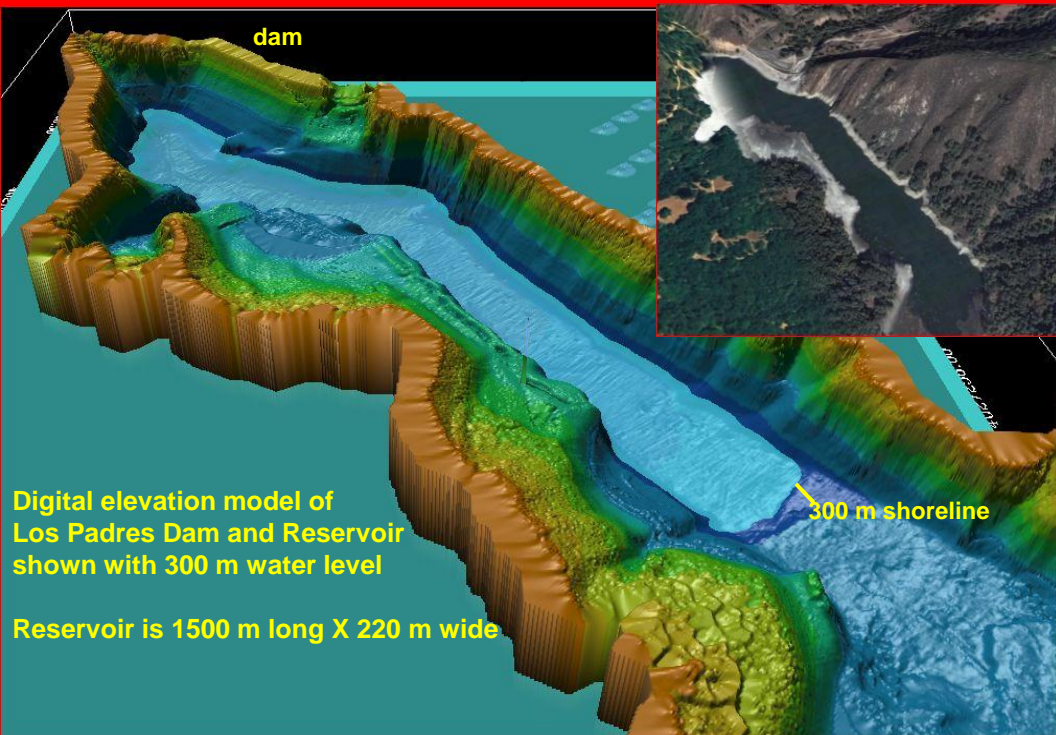 dam
300 m shoreline
Digital elevation model of
Los Padres Dam and Reservoir
shown with 300 m water level
Reservoir is 1500 m long X 220 m wide